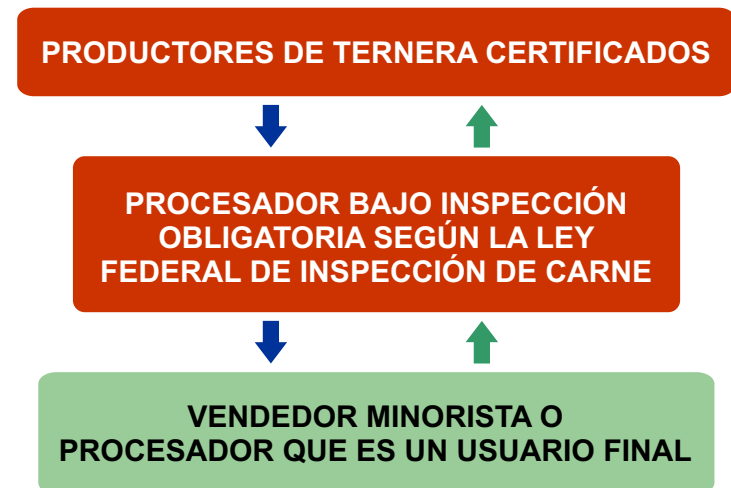 PRODUCTORES DE TERNERA CERTIFICADOS
PROCESADOR BAJO INSPECCIÓN
OBLIGATORIA SEGÚN LA LEY
FEDERAL DE INSPECCIÓN DE CARNE
VENDEDOR MINORISTA O
PROCESADOR QUE ES UN USUARIO FINAL